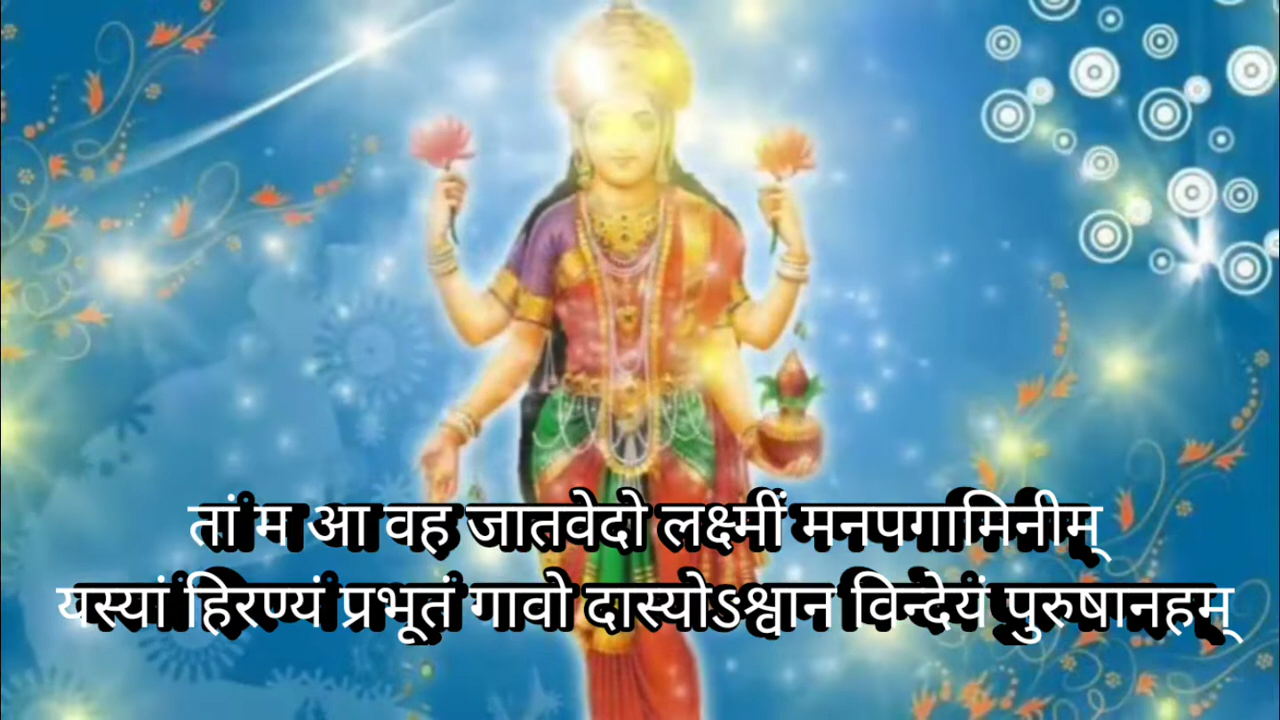 तां म आ वह जातवेदो लक्ष्मीं मनपगामिनीम्
यस्यां हिरण्यं प्रभूतं गावो दास्योऽश्वान विन्देयं पुरुषानहम्